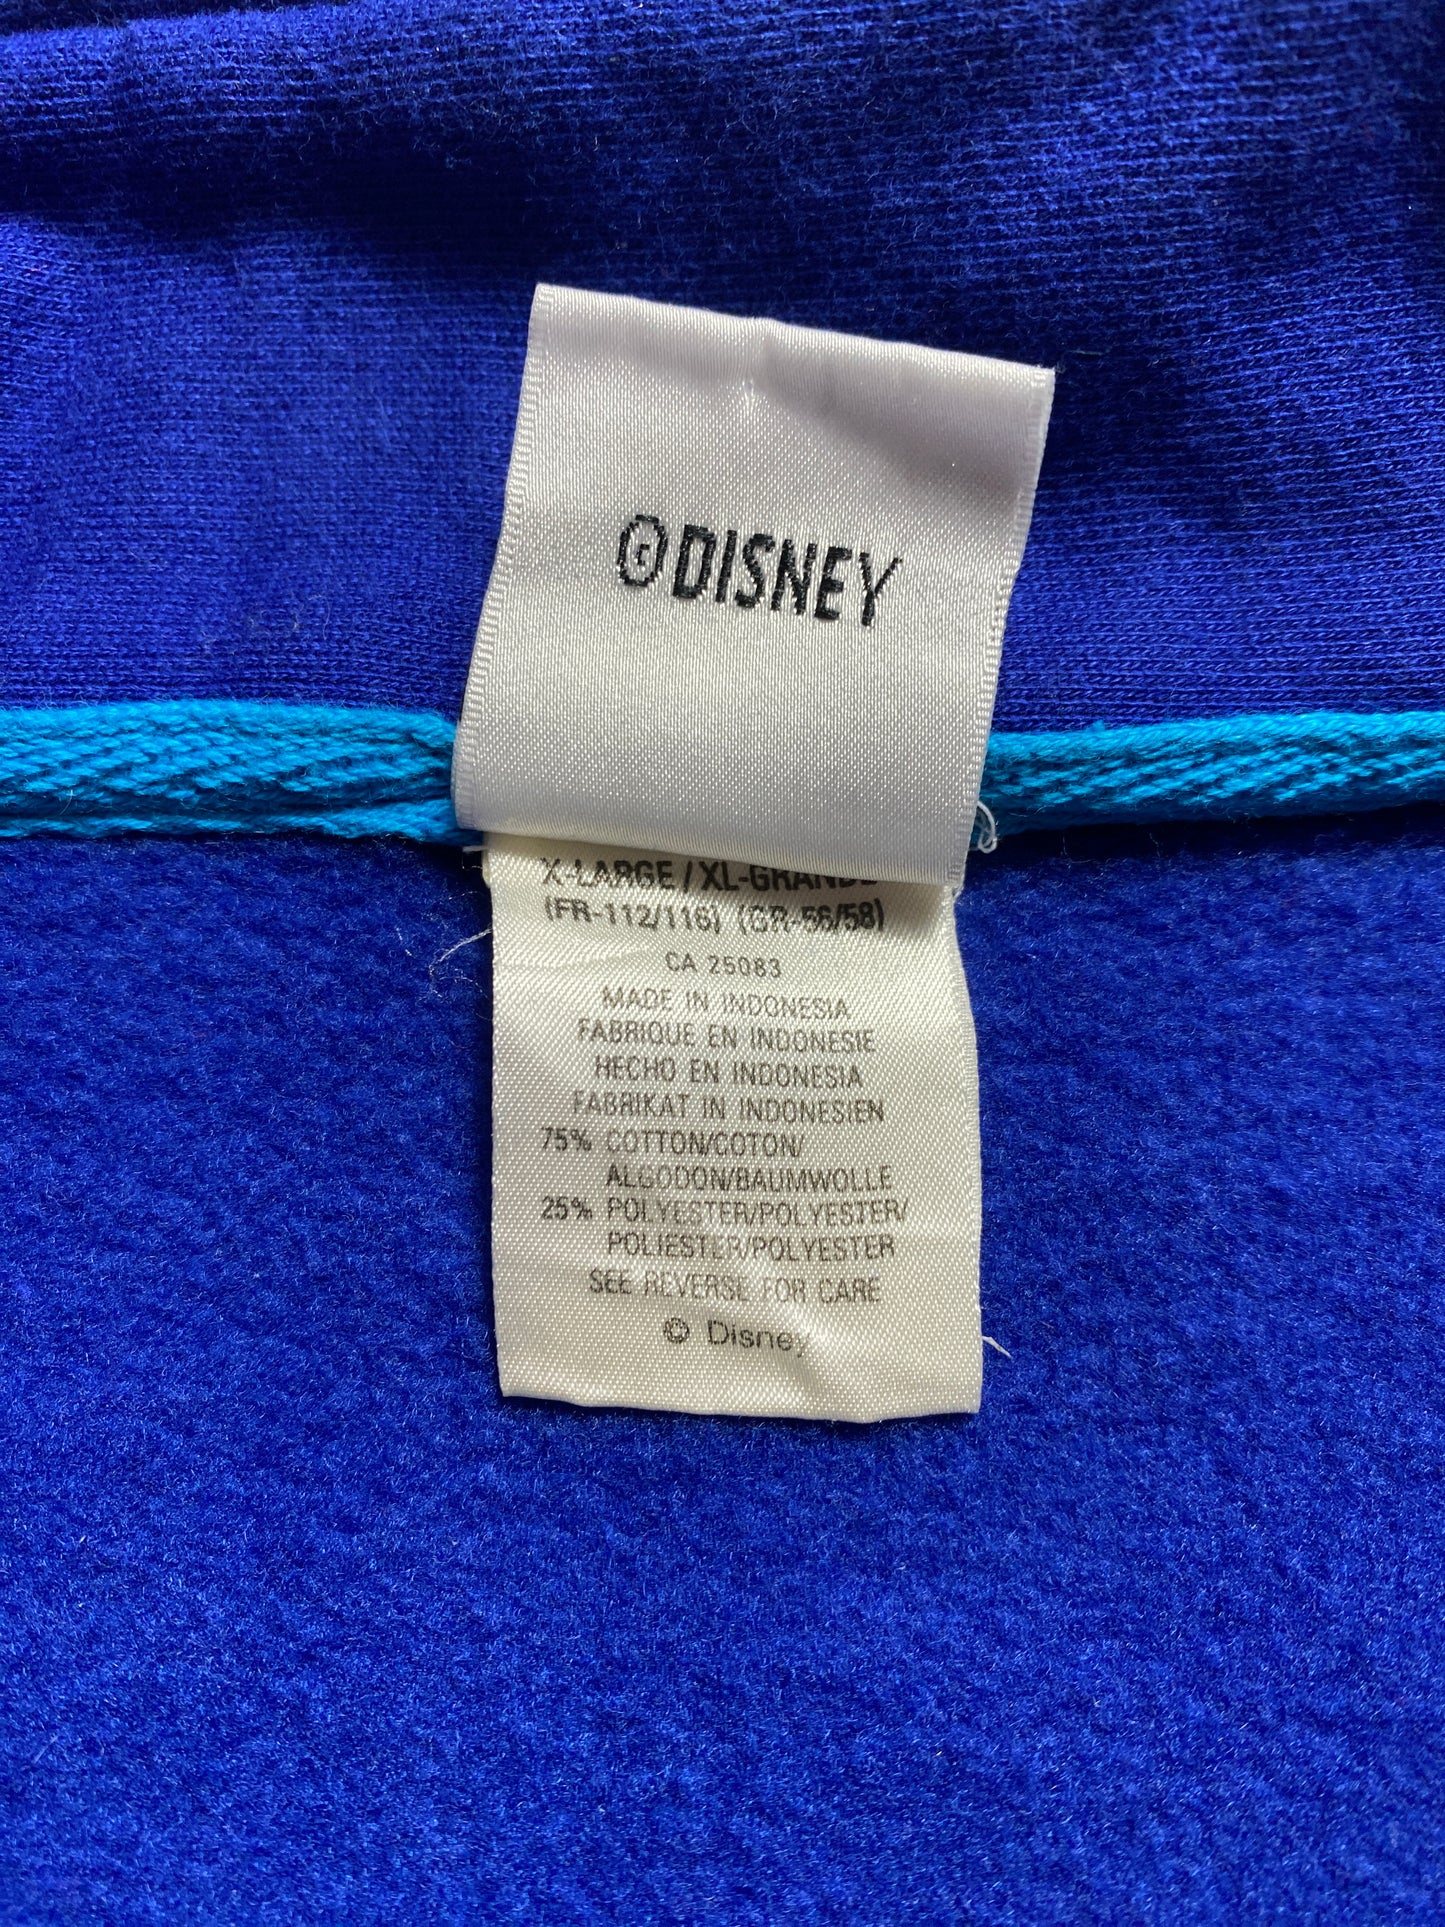 ©DISNEY
X-LARGE / XL-GRANDE
(FR-112/116) (GR-56/58)
CA 25083
MADE IN INDONESIA
FABRIQUE EN INDONESIE
HECHO EN INDONESIA
FABRIKAT IN INDONESIEN
75% COTTON/COTON/
ALGODON/BAUMWOLLE
25% POLYESTER/POLYESTER/
POLIESTER/POLYESTER
SEE REVERSE FOR CARE
© Disney